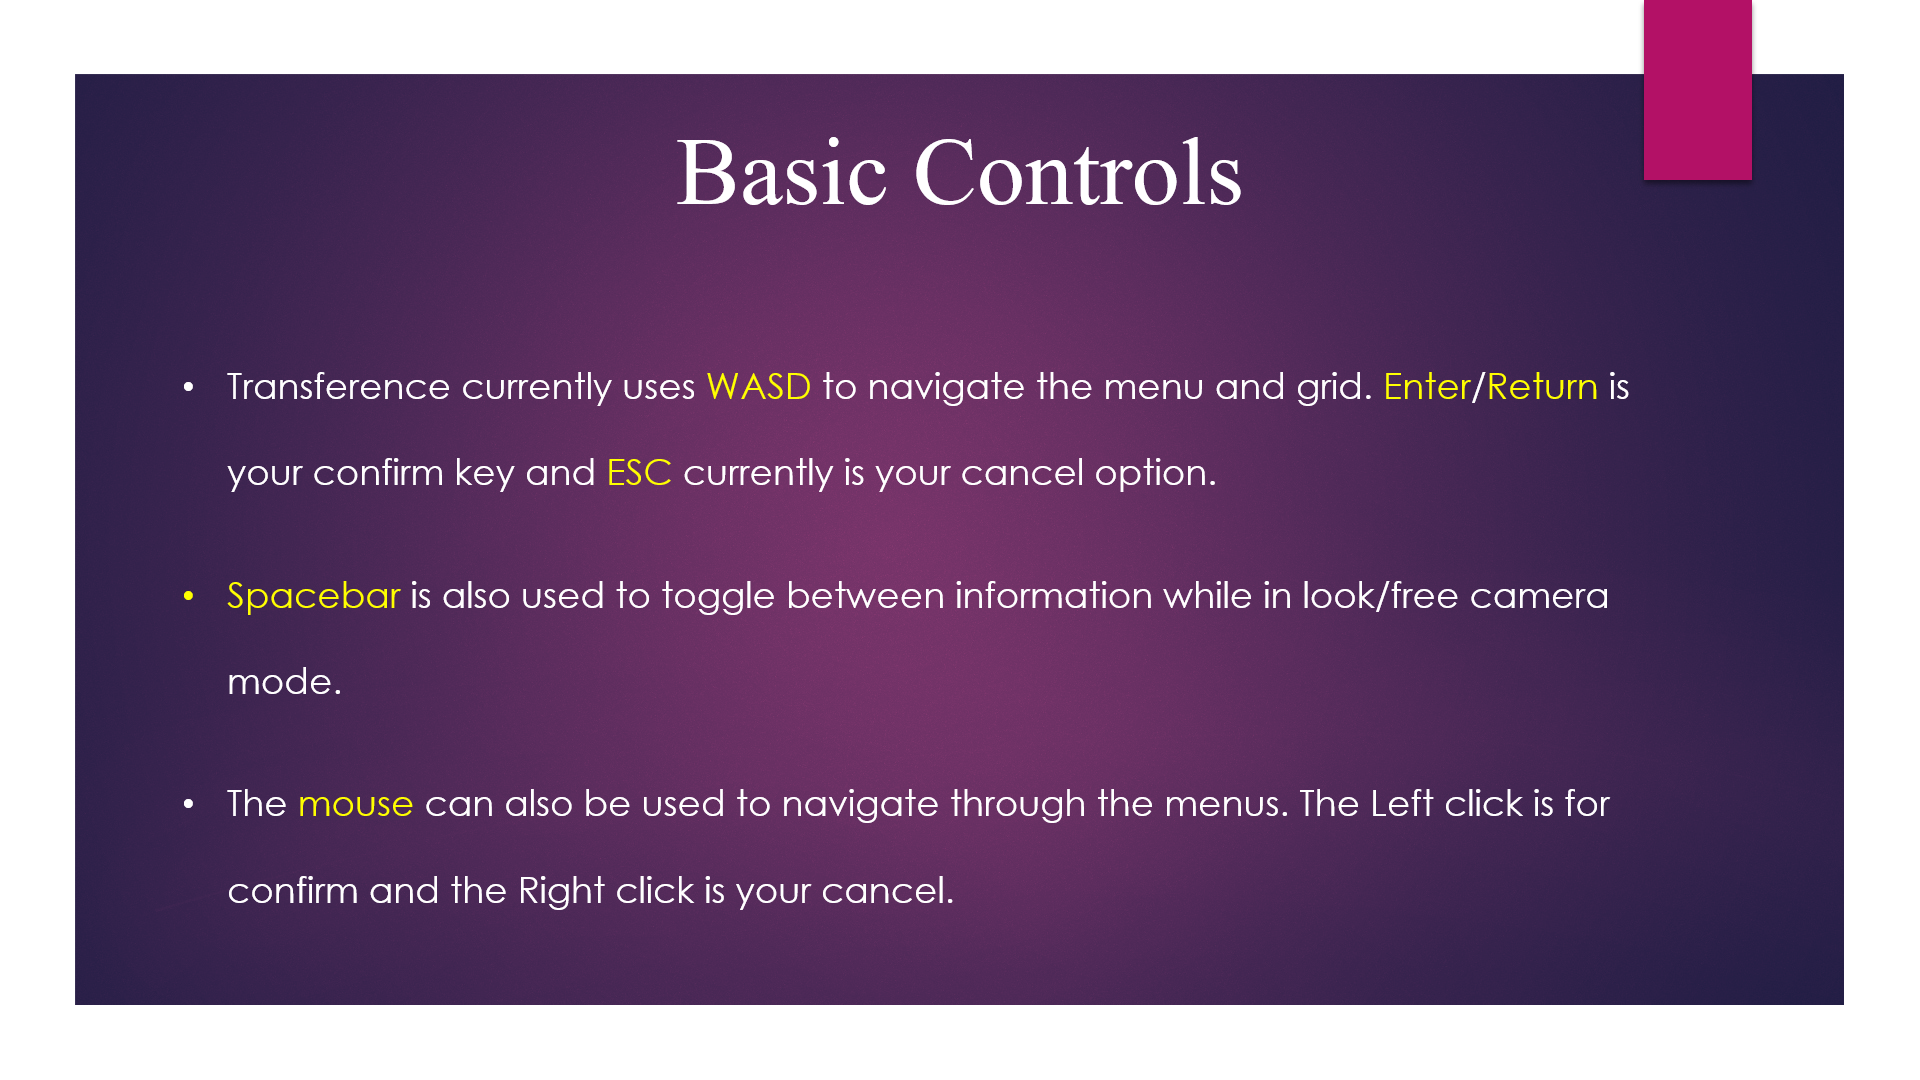 Basic Controls
• Transference currently uses WASD to navigate the menu and grid. Enter/Return is
your confirm key and ESC currently is your cancel option.
• Spacebar is also used to toggle between information while in look/free camera
mode.
• The mouse can also be used to navigate through the menus. The Left click is for
confirm and the Right click is your cancel.